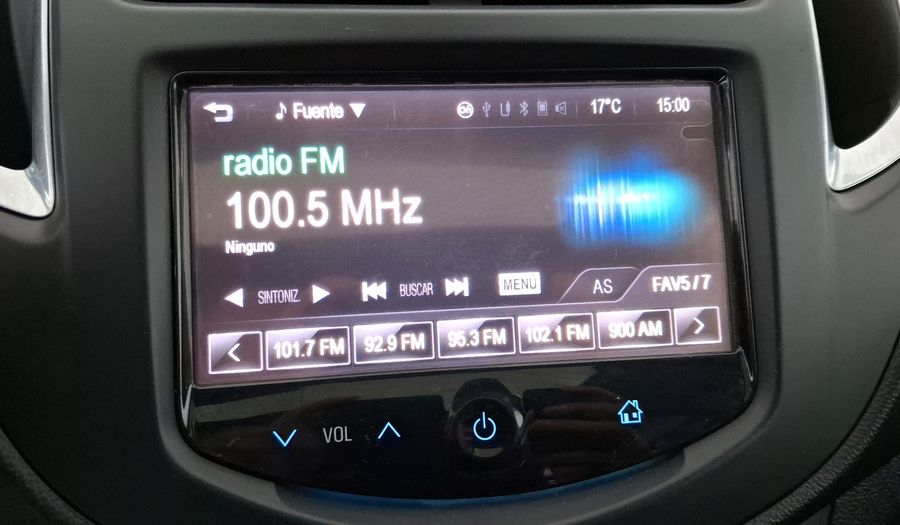 Fuente 17°C 15:00
radio FM
100.5 MHz
Ninguno
SINTONIZ. BUSCAR MENU AS FAV5/7
101.7 FM 92.9 FM 95.3 FM 102.1 FM 900 AM
VOL